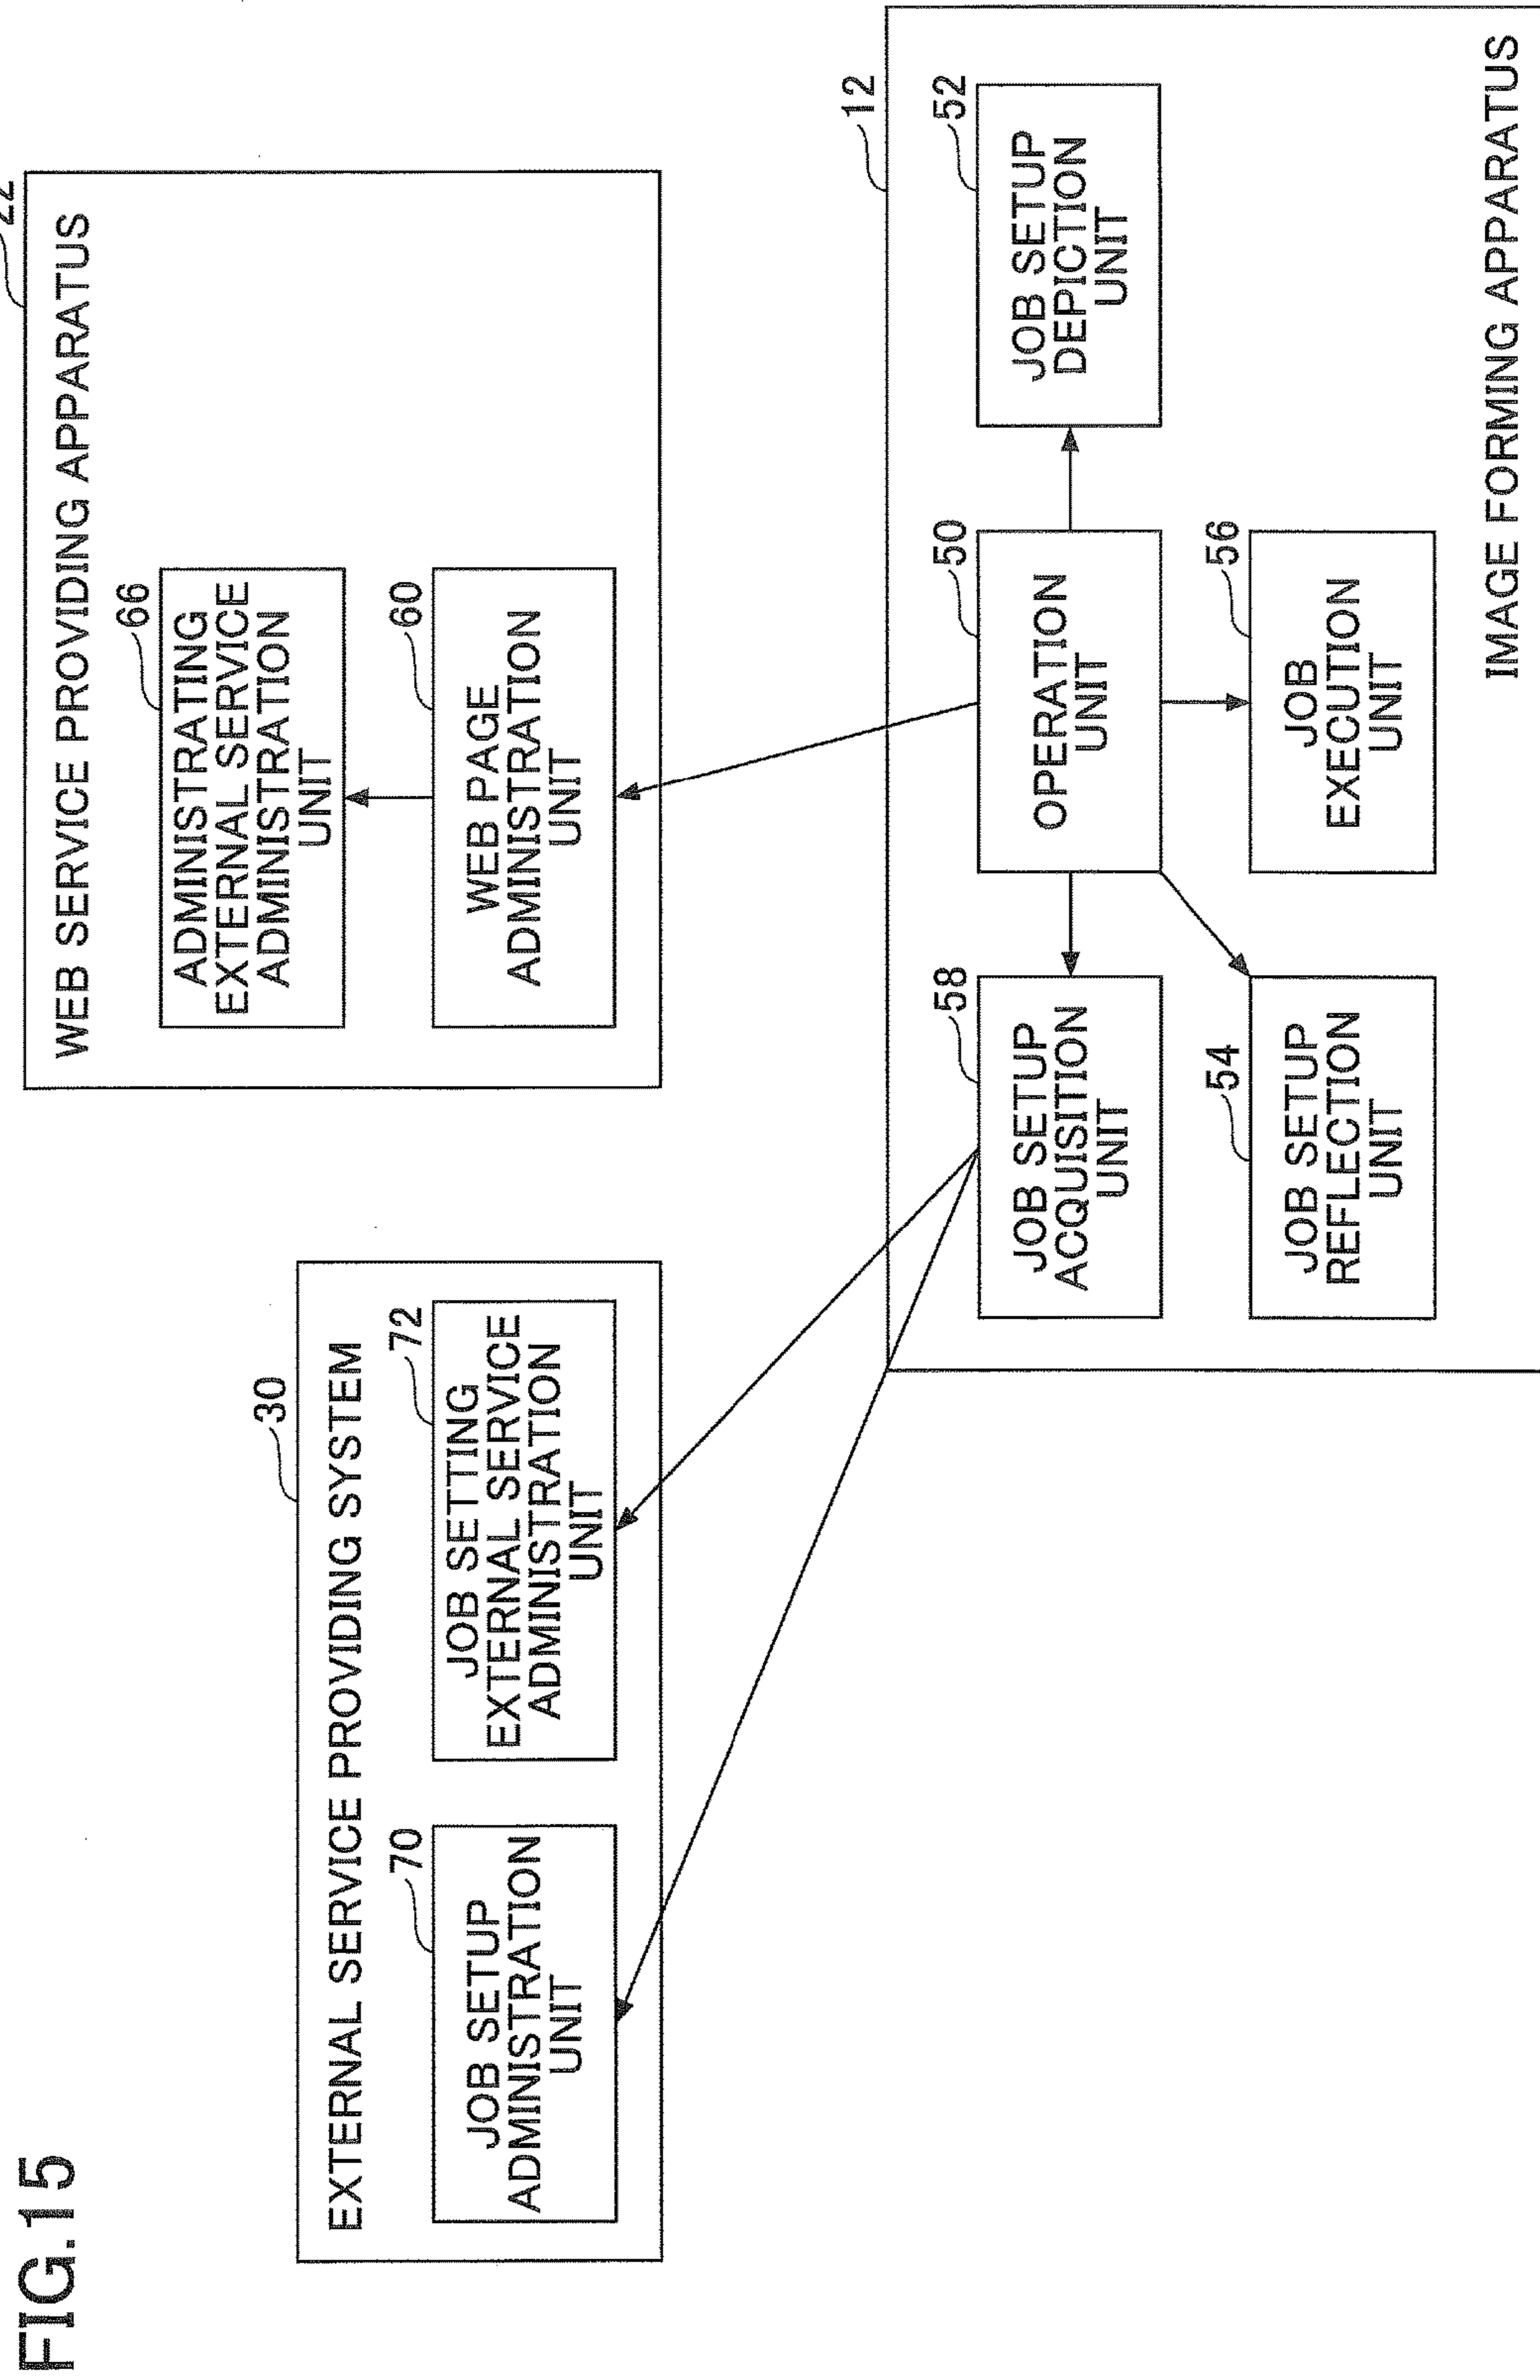 FIG.15
22
WEB SERVICE PROVIDING APPARATUS
66
ADMINISTRATING
EXTERNAL SERVICE
ADMINISTRATION
UNIT
60
WEB PAGE
ADMINISTRATION
UNIT
30
EXTERNAL SERVICE PROVIDING SYSTEM
70
JOB SETUP
ADMINISTRATION
UNIT
72
JOB SETTING
EXTERNAL SERVICE
ADMINISTRATION
UNIT
12
58
JOB SETUP
ACQUISITION
UNIT
50
OPERATION
UNIT
52
JOB SETUP
DEPICTION
UNIT
54
JOB SETUP
REFLECTION
UNIT
56
JOB
EXECUTION
UNIT
IMAGE FORMING APPARATUS